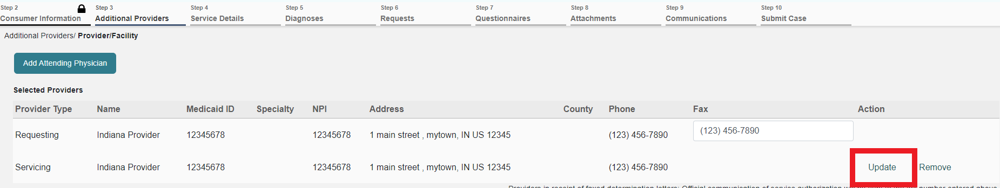 Step 2 Step 3 Step 4 Step 5 Step 6 Step 7 Step 8 Step 9 Step 10
Consumer Information Additional Providers Service Details Diagnoses Requests Questionnaires Attachments Communications Submit Case
Additional Providers/ Provider/Facility
Add Attending Physician
Selected Providers
Provider Type Name Medicaid ID Specialty NPI Address County Phone Fax Action
Requesting Indiana Provider 12345678 12345678 1 main street , mytown, IN US 12345 (123) 456-7890 (123) 456-7890
Servicing Indiana Provider 12345678 12345678 1 main street , mytown, IN US 12345 (123) 456-7890 Update Remove
Providers in receipt of faxed determination letters: Official communication of service authorization number entered above